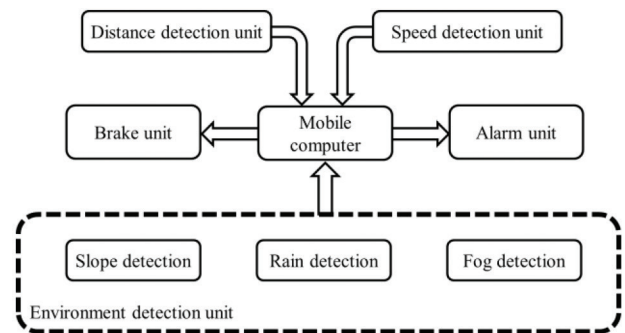 Distance detection unit
Speed detection unit
Brake unit
Mobile
computer
Alarm unit
Slope detection
Rain detection
Fog detection
Environment detection unit